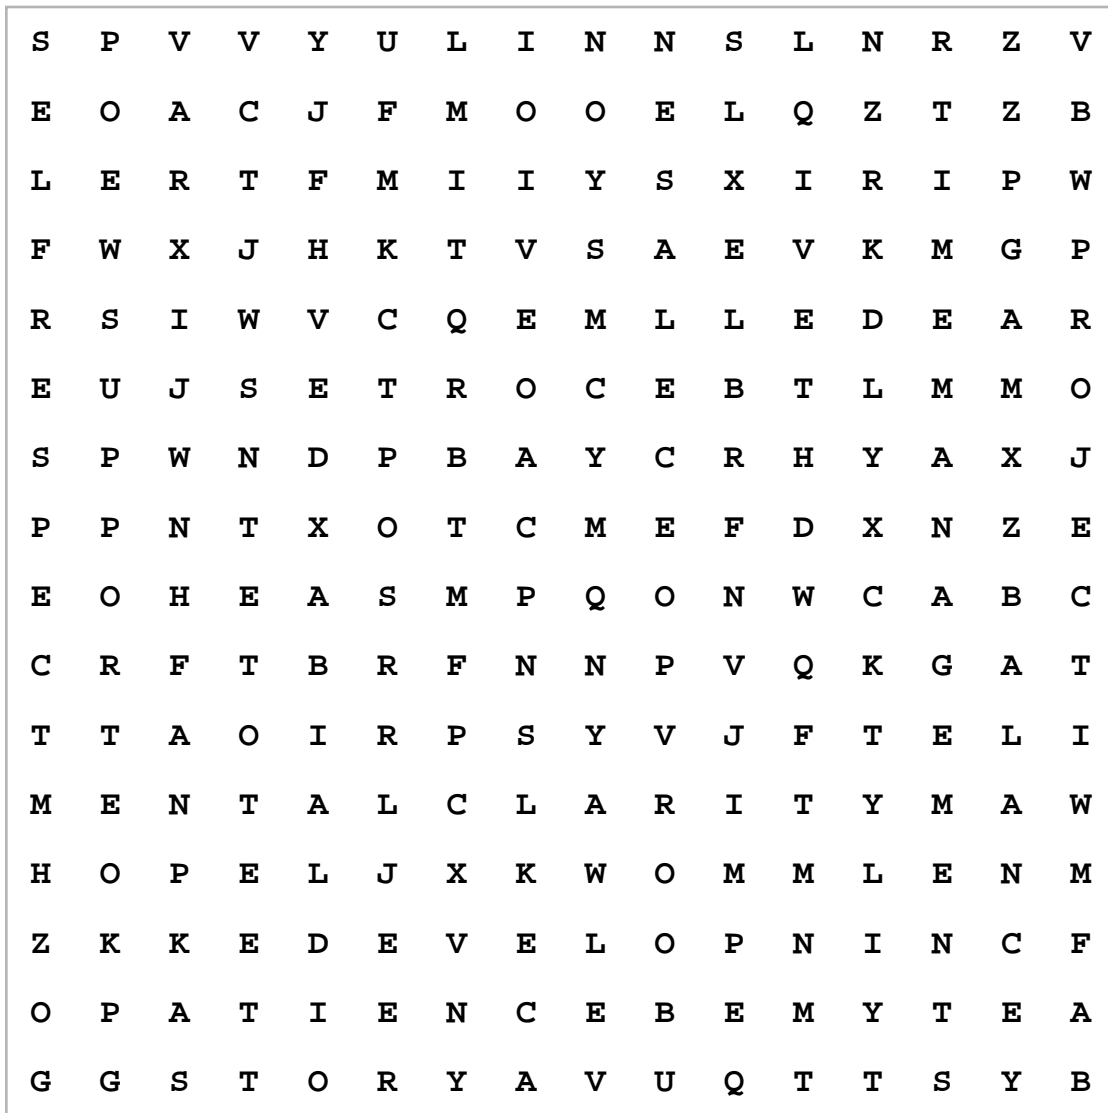 S P V V Y U L I N N S L N R Z V
E O A C J F M O O E L Q Z T Z B
L E R T F M I I Y S X I R I P W
F W X J H K T V S A E V K M G P
R S I W V C Q E M L L E D E A R
E U J S E T R O C E B T L M M O
S P W N D P B A Y C R H Y A X J
P P N T X O T C M E F D X N Z E
E O H E A S M P Q O N W C A B C
C R F T B R F N N P V Q K G A T
T T A O I R P S Y V J F T E L I
M E N T A L C L A R I T Y M A W
H O P E L J X K W O M M L E N M
Z K K E D E V E L O P N I N C F
O P A T I E N C E B E M Y T E A
G G S T O R Y A V U Q T T S Y B